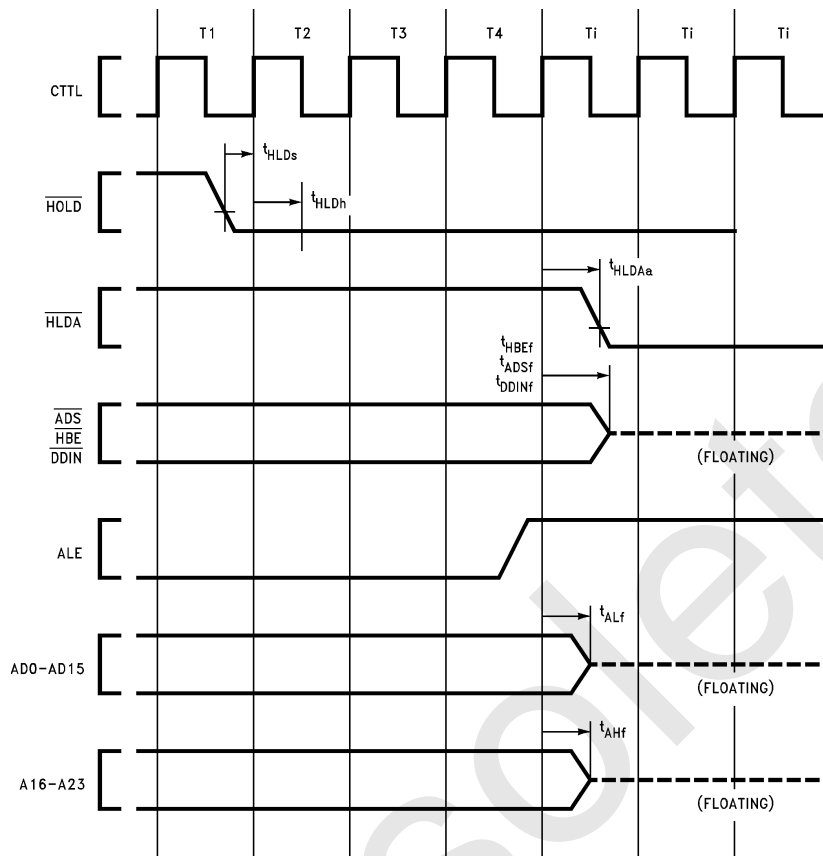 T1 T2 T3 T4 Ti Ti Ti
CTTL
tHLDs
HOLD
tHLDh
tHLDAa
HLDA
tHBEf
tADSf
tDDINf
ADS
HBE
DDIN
(FLOATING)
ALE
tALf
AD0-AD15
(FLOATING)
tAHf
A16-A23
(FLOATING)